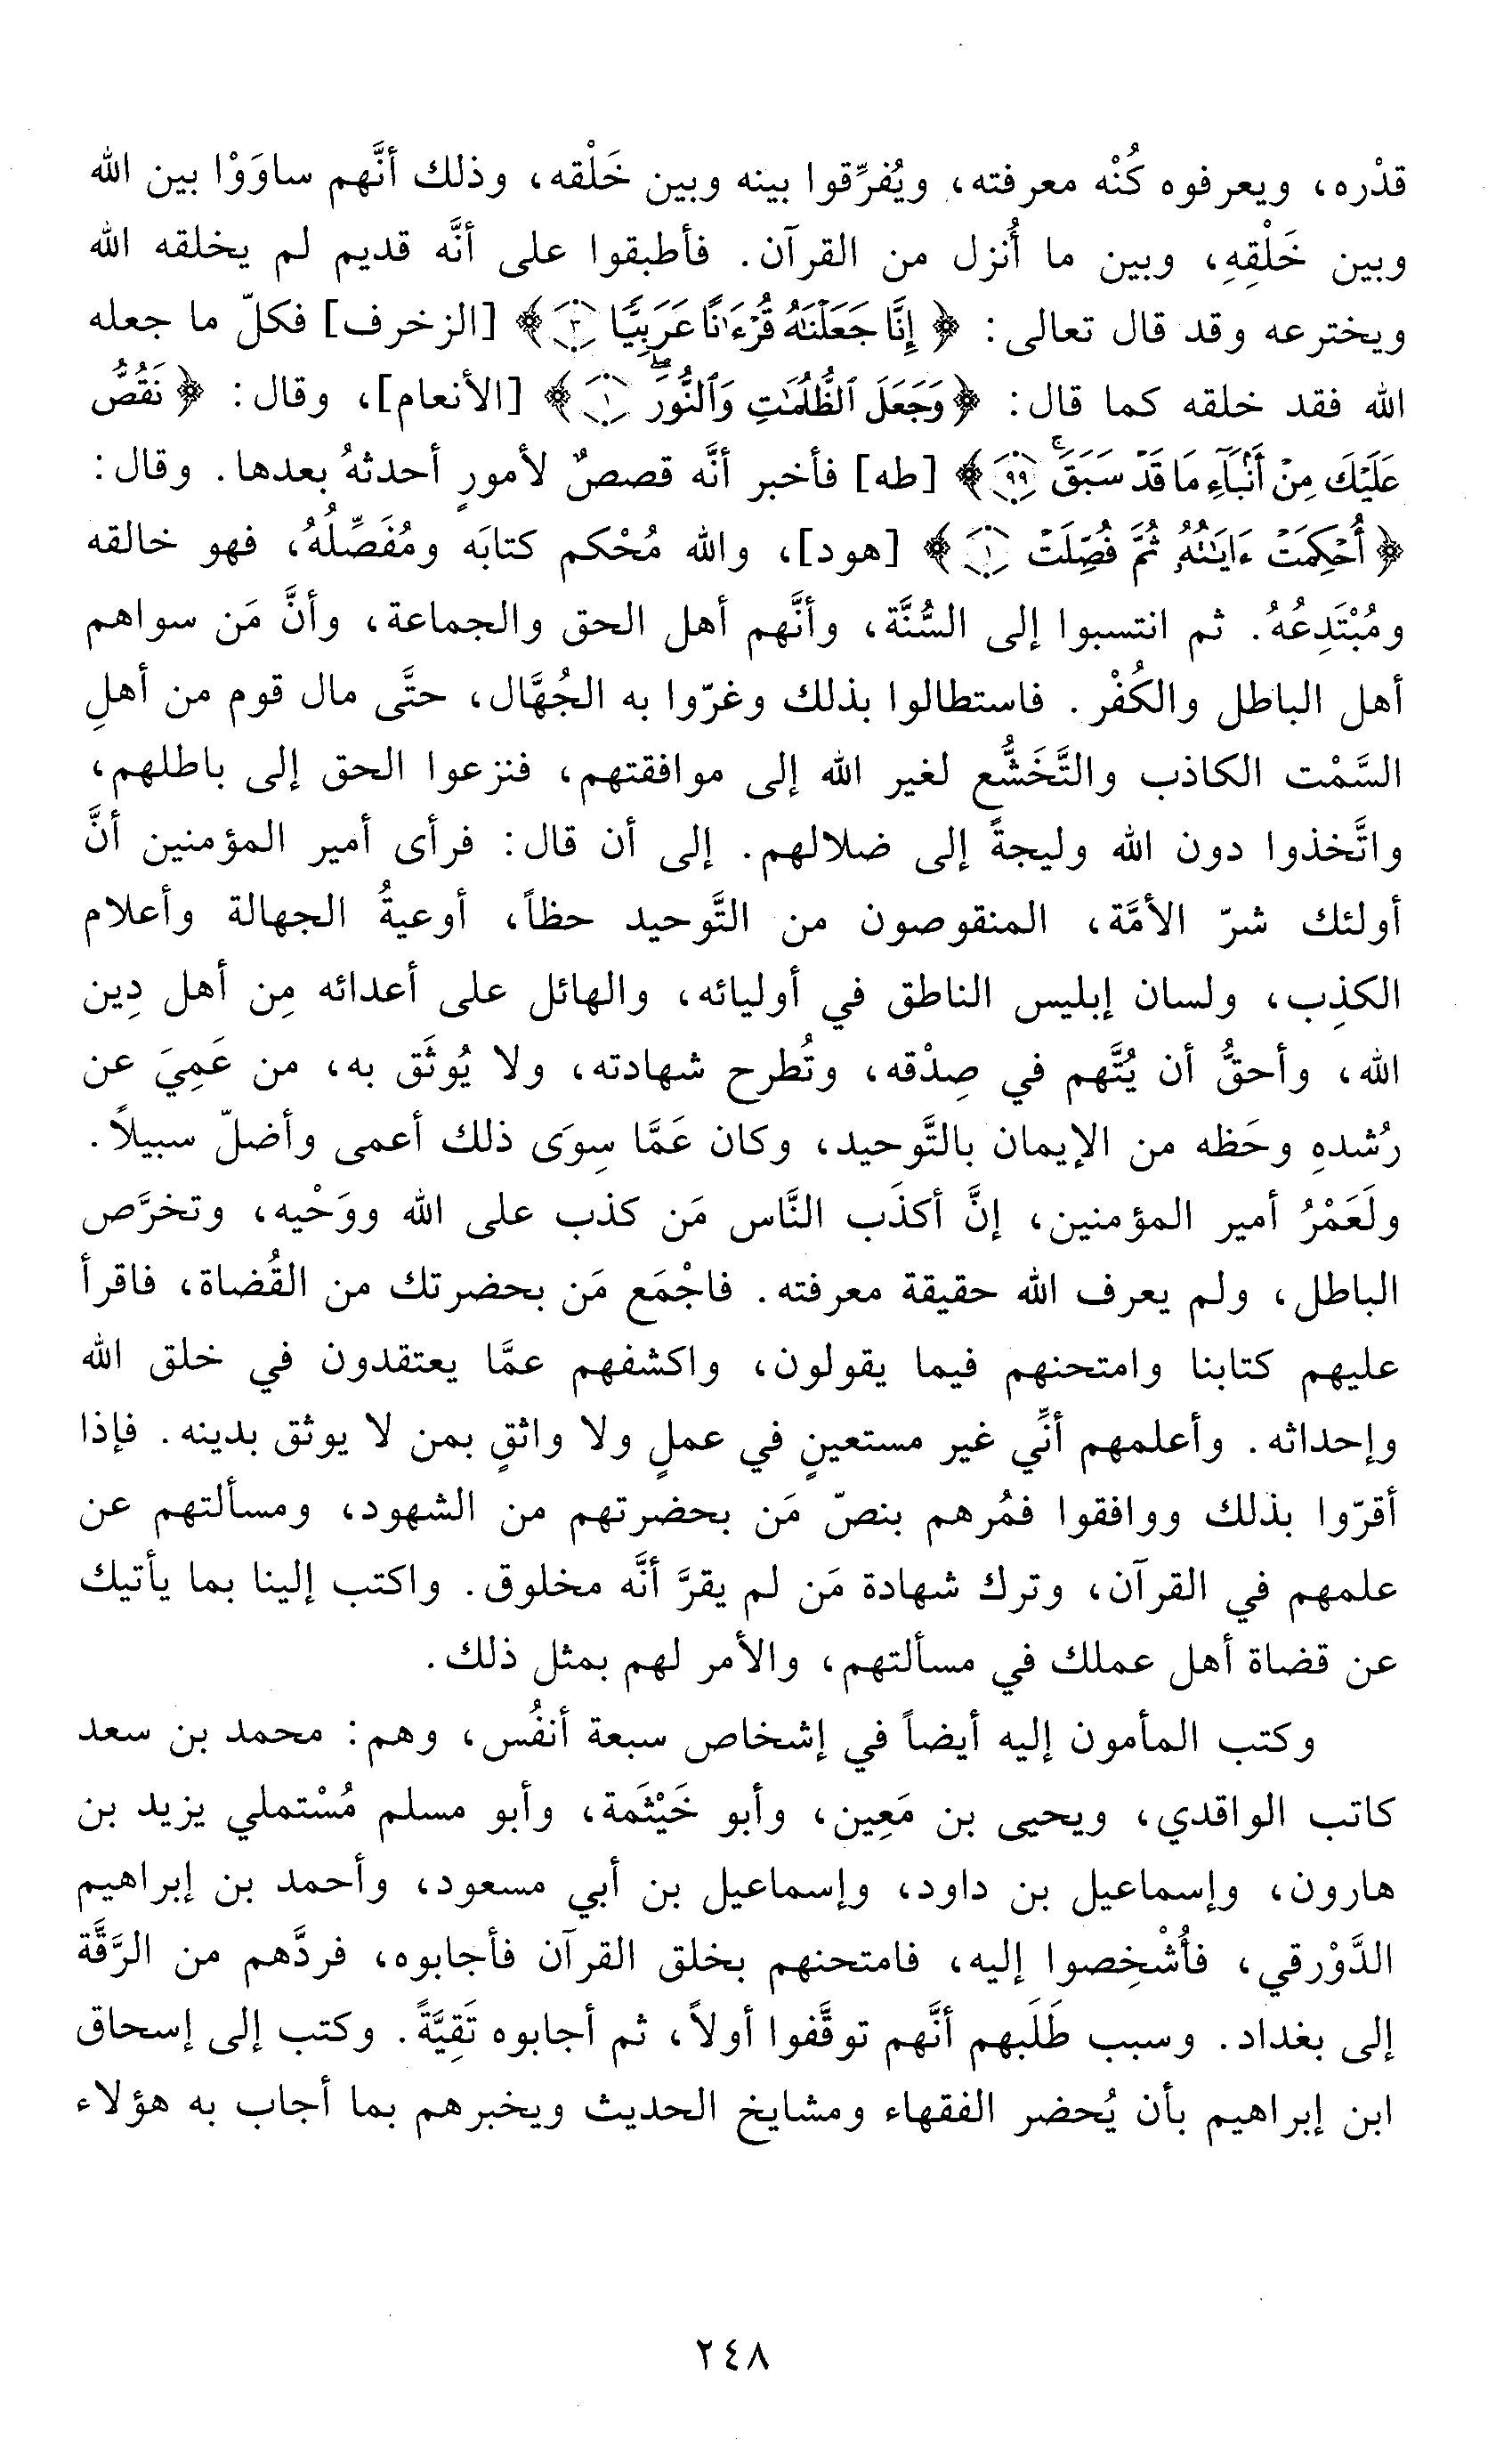 قدْره، ويعرفوه كُنْه معرفته، ويُفرِّقوا بينه وبين خَلْقه، وذلك أنَّهم ساوَوْا بين الله
وبين خَلْقِهِ، وبين ما أُنزل من القرآن. فأطبقوا على أنَّه قديم لم يخلقه الله
ويخترعه وقد قال تعالى: ﴿إِنَّا جَعَلْنَٰهُ قُرْءَٰنًا عَرَبِيًّا ٣﴾ [الزخرف] فكلّ ما جعله
الله فقد خلقه كما قال: ﴿وَجَعَلَ ٱلظُّلُمَٰتِ وَٱلنُّورَۖ ١﴾ [الأنعام]، وقال: ﴿نَقُصُّ
عَلَيْكَ مِنْ أَنۢبَآءِ مَا قَدْ سَبَقَۚ ٩٩﴾ [طه] فأخبر أنَّه قصصٌ لأمورٍ أحدثهُ بعدها. وقال:
﴿أُحْكِمَتْ ءَايَٰتُهُۥ ثُمَّ فُصِّلَتْ ١﴾ [هود]، والله مُحْكم كتابَه ومُفَصِّلُهُ، فهو خالقه
ومُبْتَدِعُهُ. ثم انتسبوا إلى السُّنَّة، وأنَّهم أهل الحق والجماعة، وأنَّ مَن سواهم
أهل الباطل والكُفْر. فاستطالوا بذلك وغرّوا به الجُهَّال، حتَّى مال قوم من أهلِ
السَّمْت الكاذب والتَّخَشُّع لغير الله إلى موافقتهم، فنزعوا الحق إلى باطلهم،
واتَّخذوا دون الله وليجةً إلى ضلالهم. إلى أن قال: فرأى أمير المؤمنين أنَّ
أولئك شرّ الأمَّة، المنقوصون من التَّوحيد حظاً، أوعيةُ الجهالة وأعلام
الكذِب، ولسان إبليس الناطق في أوليائه، والهائل على أعدائه مِن أهل دِين
الله، وأحقُّ أن يُتَّهم في صِدْقه، وتُطرح شهادته، ولا يُوثَق به، من عَمِيَ عن
رُشدهِ وحَظه من الإيمان بالتَّوحيد، وكان عَمَّا سِوَى ذلك أعمى وأضلّ سبيلاً.
ولَعَمْرُ أمير المؤمنين، إنَّ أكذَب النَّاس مَن كذب على الله ووَحْيه، وتخرَّص
الباطل، ولم يعرف الله حقيقة معرفته. فاجْمَع مَن بحضرتك من القُضاة، فاقرأ
عليهم كتابنا وامتحنهم فيما يقولون، واكشفهم عمَّا يعتقدون في خلق الله
وإحداثه. وأعلمهم أنِّي غير مستعينٍ في عملٍ ولا واثقٍ بمن لا يوثق بدينه. فإذا
أقرّوا بذلك ووافقوا فمُرهم بنصّ مَن بحضرتهم من الشهود، ومسألتهم عن
علمهم في القرآن، وترك شهادة مَن لم يقرَّ أنَّه مخلوق. واكتب إلينا بما يأتيك
عن قضاة أهل عملك في مسألتهم، والأمر لهم بمثل ذلك.
وكتب المأمون إليه أيضاً في إشخاص سبعة أنفُس، وهم: محمد بن سعد
كاتب الواقدي، ويحيى بن مَعِين، وأبو خَيْثَمة، وأبو مسلم مُسْتملي يزيد بن
هارون، وإسماعيل بن داود، وإسماعيل بن أبي مسعود، وأحمد بن إبراهيم
الدَّوْرقي، فأُشْخِصوا إليه، فامتحنهم بخلق القرآن فأجابوه، فردَّهم من الرَّقَّة
إلى بغداد. وسبب طَلَبهم أنَّهم توقَّفوا أولاً، ثم أجابوه تَقِيَّةً. وكتب إلى إسحاق
ابن إبراهيم بأن يُحضر الفقهاء ومشايخ الحديث ويخبرهم بما أجاب به هؤلاء
٢٤٨